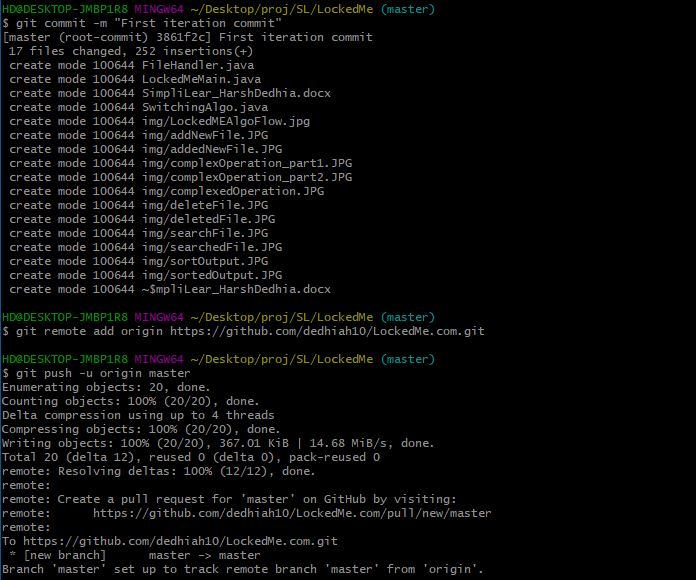 HD@DESKTOP-JMBP1R8 MINGW64 ~/Desktop/proj/SL/LockedMe (master)
$ git commit -m "First iteration commit"
[master (root-commit) 3861f2c] First iteration commit
 17 files changed, 252 insertions(+)
 create mode 100644 FileHandler.java
 create mode 100644 LockedMeMain.java
 create mode 100644 SimpliLear_HarshDedhia.docx
 create mode 100644 SwitchingAlgo.java
 create mode 100644 img/LockedMEAlgoFlow.jpg
 create mode 100644 img/addNewFile.JPG
 create mode 100644 img/addedNewFile.JPG
 create mode 100644 img/complexOperation_part1.JPG
 create mode 100644 img/complexOperation_part2.JPG
 create mode 100644 img/complexedOperation.JPG
 create mode 100644 img/deleteFile.JPG
 create mode 100644 img/deletedFile.JPG
 create mode 100644 img/searchFile.JPG
 create mode 100644 img/searchedFile.JPG
 create mode 100644 img/sortOutput.JPG
 create mode 100644 img/sortedOutput.JPG
 create mode 100644 ~$mpliLear_HarshDedhia.docx
HD@DESKTOP-JMBP1R8 MINGW64 ~/Desktop/proj/SL/LockedMe (master)
$ git remote add origin https://github.com/dedhiah10/LockedMe.com.git
HD@DESKTOP-JMBP1R8 MINGW64 ~/Desktop/proj/SL/LockedMe (master)
$ git push -u origin master
Enumerating objects: 20, done.
Counting objects: 100% (20/20), done.
Delta compression using up to 4 threads
Compressing objects: 100% (20/20), done.
Writing objects: 100% (20/20), 367.01 KiB | 14.68 MiB/s, done.
Total 20 (delta 12), reused 0 (delta 0), pack-reused 0
remote: Resolving deltas: 100% (12/12), done.
remote:
remote: Create a pull request for 'master' on GitHub by visiting:
remote:      https://github.com/dedhiah10/LockedMe.com/pull/new/master
remote:
To https://github.com/dedhiah10/LockedMe.com.git
 * [new branch]      master -> master
Branch 'master' set up to track remote branch 'master' from 'origin'.